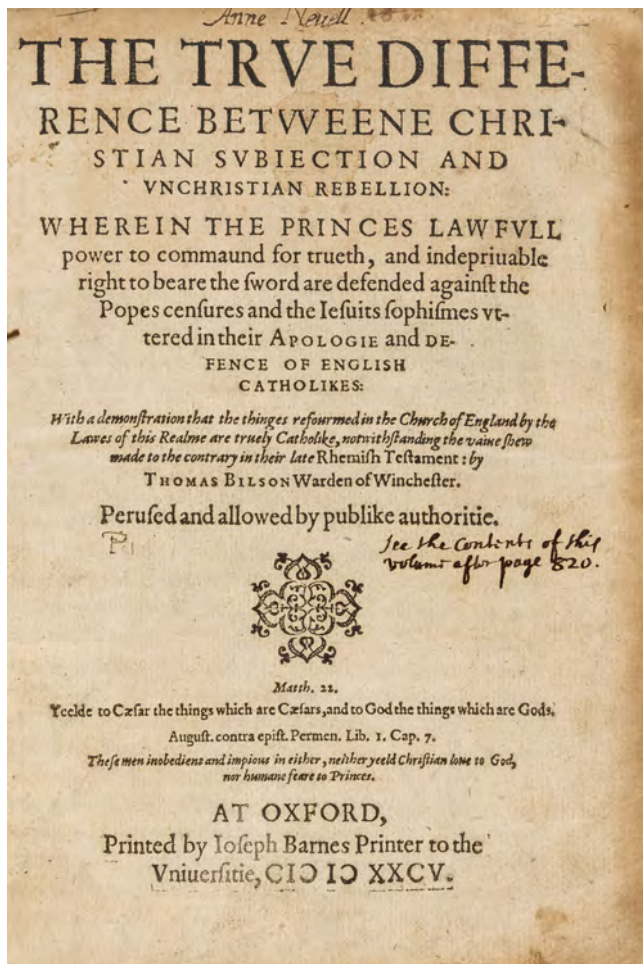 Anne Nevell
THE TRVE DIFFE-
RENCE BETVVEENE CHRI-
STIAN SVBIECTION AND
VNCHRISTIAN REBELLION:
WHEREIN THE PRINCES LAWFVLL
power to commaund for trueth, and indepriuable
right to beare the ſword are defended againſt the
Popes cenſures and the Ieſuits ſophiſmes vt-
tered in their APOLOGIE and DE-
FENCE OF ENGLISH
CATHOLIKES:
With a demonſtration that the thinges refourmed in the Church of England by the
Lawes of this Realme are truely Catholike, notwithſtanding the vaine ſhew
made to the contrary in their late Rhemiſh Teſtament: by
THOMAS BILSON Warden of Wincheſter.
Peruſed and allowed by publike authoritie.
See the Contents of this
volume after page 820.
Matth. 22.
Yeelde to Cæſar the things which are Cæſars, and to God the things which are Gods.
Auguſt. contra epiſt. Permen. Lib. 1. Cap. 7.
Theſe men inobediens and impious in either, neither yeeld Chriſtian loue to God,
nor humane feare to Princes.
AT OXFORD,
Printed by Ioſeph Barnes Printer to the
Vniuerſitie, CIↃ IↃ XXCV.